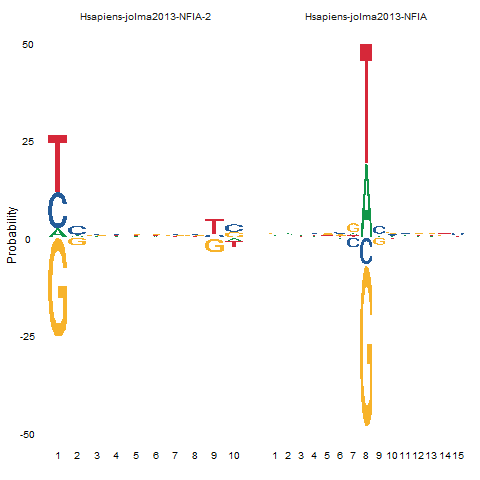 Hsapiens-jolma2013-NFIA-2 Hsapiens-jolma2013-NFIA
50
25
0
-25
-50
Probability
T
C
A
G
C
G
T
G
C
G
A
T
T
A
C
G
G
C
C
G
1 2 3 4 5 6 7 8 9 10 1 2 3 4 5 6 7 8 9 10 11 12 13 14 15